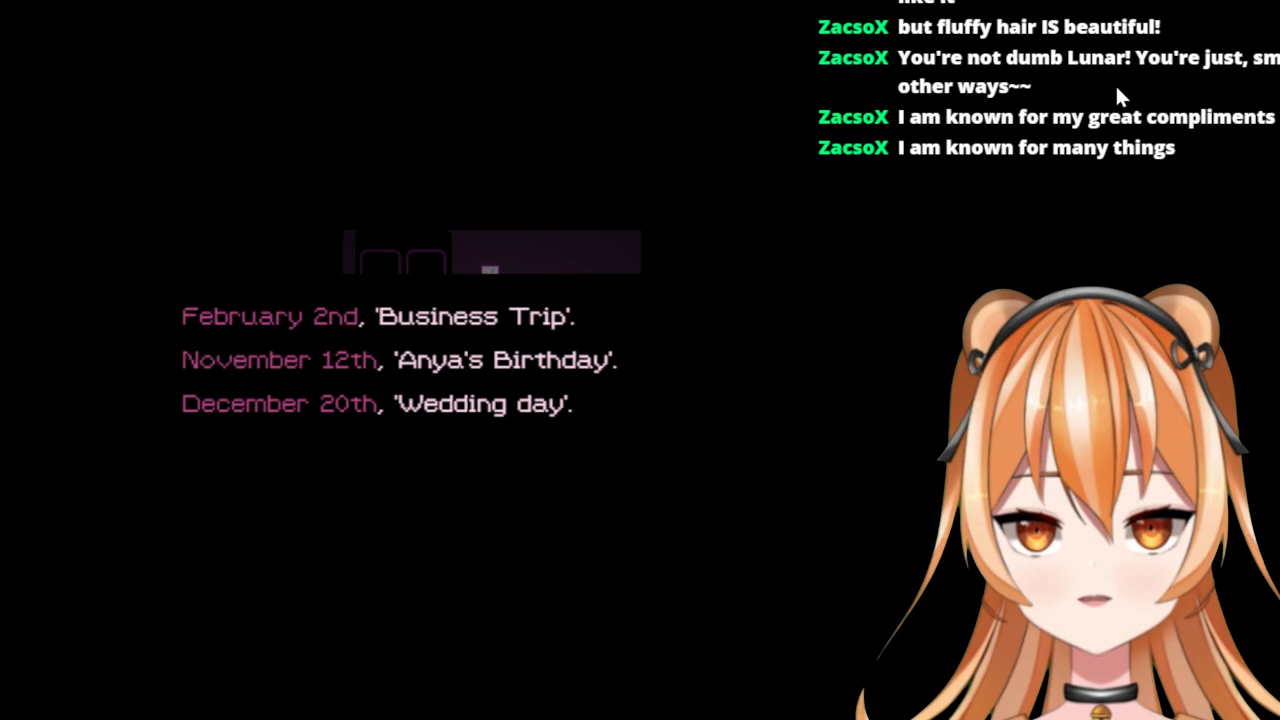 ZacsoX but fluffy hair IS beautiful!
ZacsoX You're not dumb Lunar! You're just,
other ways~~
ZacsoX I am known for my great compliments
ZacsoX I am known for many things
February 2nd, 'Business Trip'.
November 12th, 'Anya's Birthday'.
December 20th, 'Wedding day'.